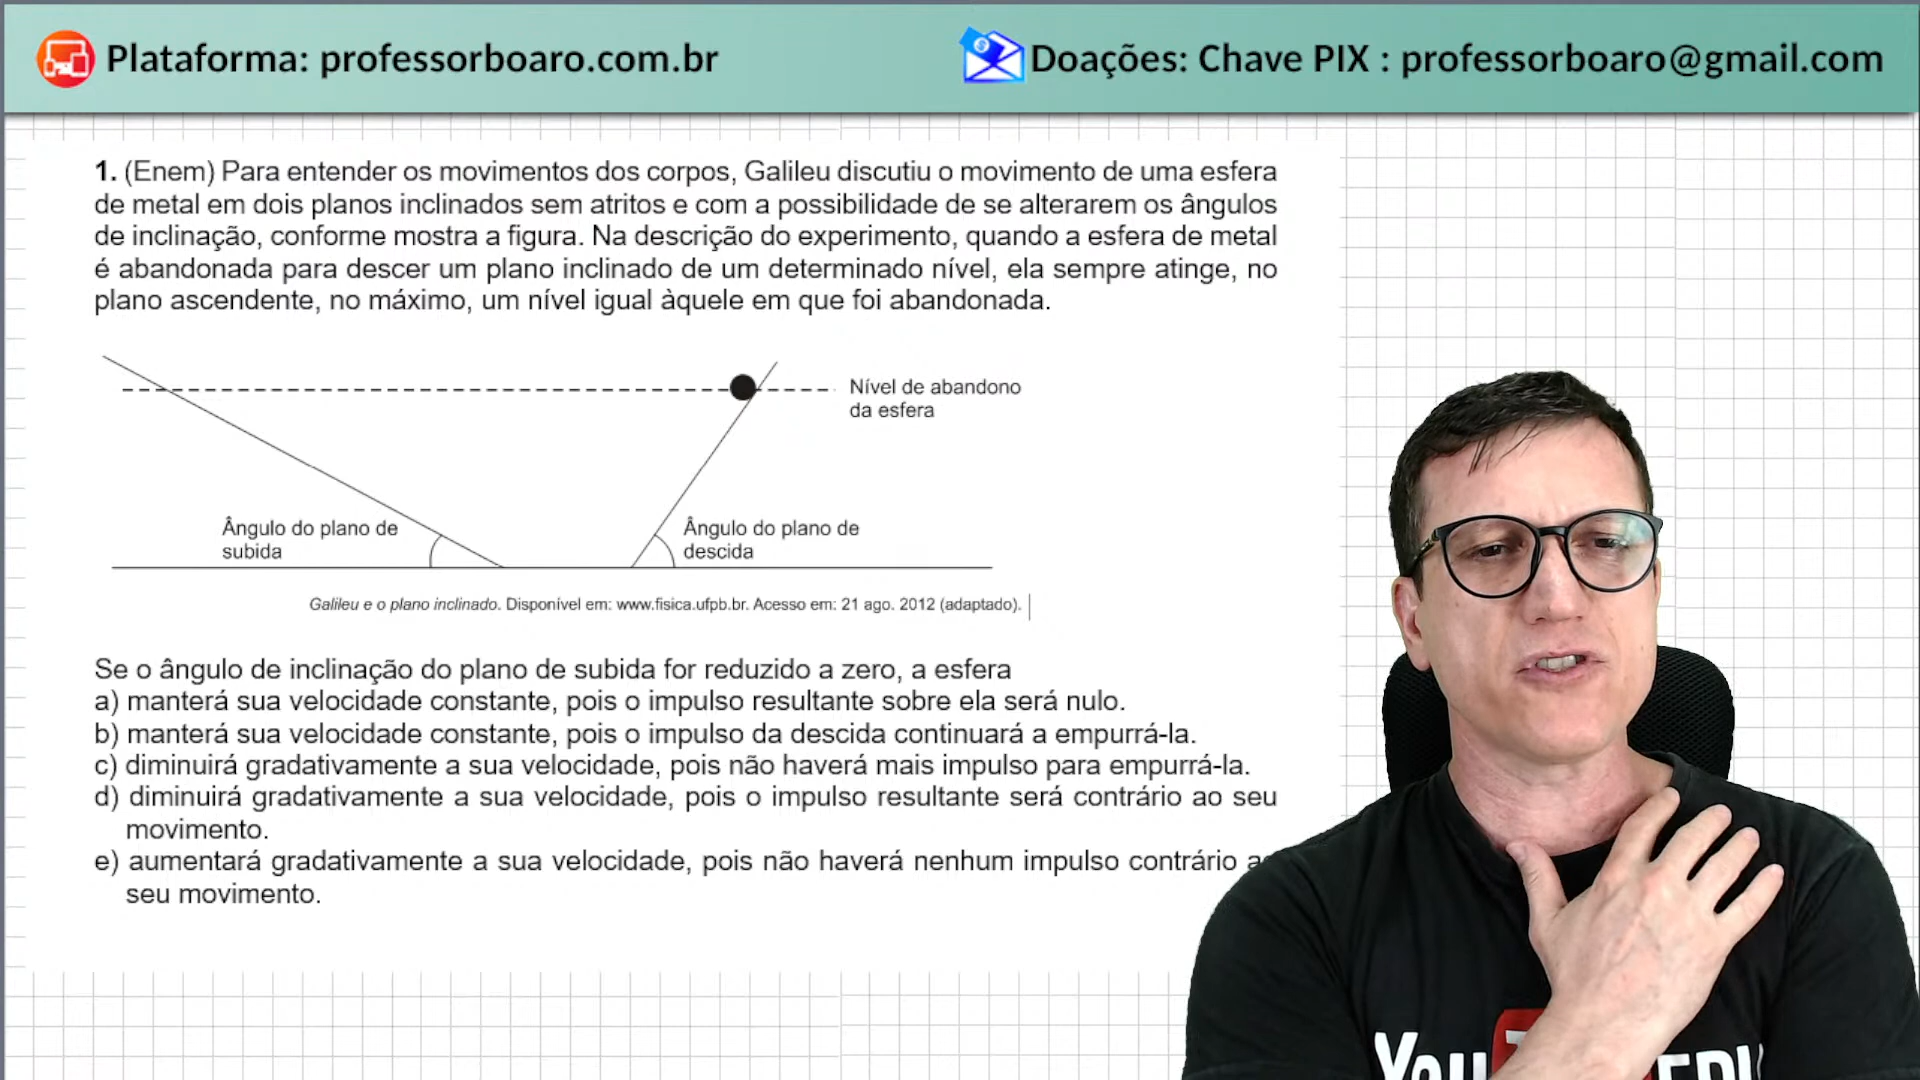 Plataforma: professorboaro.com.br
Doações: Chave PIX : professorboaro@gmail.com
1. (Enem) Para entender os movimentos dos corpos, Galileu discutiu o movimento de uma esfera
de metal em dois planos inclinados sem atritos e com a possibilidade de se alterarem os ângulos
de inclinação, conforme mostra a figura. Na descrição do experimento, quando a esfera de metal
é abandonada para descer um plano inclinado de um determinado nível, ela sempre atinge, no
plano ascendente, no máximo, um nível igual àquele em que foi abandonada.
Nível de abandono
da esfera
Ângulo do plano de
subida
Ângulo do plano de
descida
Galileu e o plano inclinado. Disponível em: www.fisica.ufpb.br. Acesso em: 21 ago. 2012 (adaptado).
Se o ângulo de inclinação do plano de subida for reduzido a zero, a esfera
a) manterá sua velocidade constante, pois o impulso resultante sobre ela será nulo.
b) manterá sua velocidade constante, pois o impulso da descida continuará a empurrá-la.
c) diminuirá gradativamente a sua velocidade, pois não haverá mais impulso para empurrá-la.
d) diminuirá gradativamente a sua velocidade, pois o impulso resultante será contrário ao seu
movimento.
e) aumentará gradativamente a sua velocidade, pois não haverá nenhum impulso contrário
seu movimento.